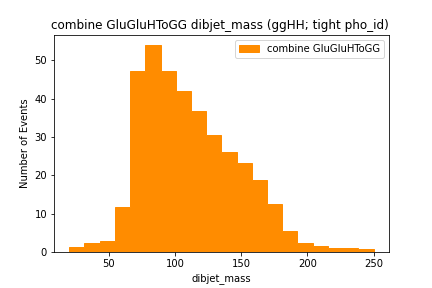 combine GluGluHToGG dibjet_mass (ggHH; tight pho_id)
combine GluGluHToGG
Number of Events
50
40
30
20
10
0
50 100 150 200 250
dibjet_mass